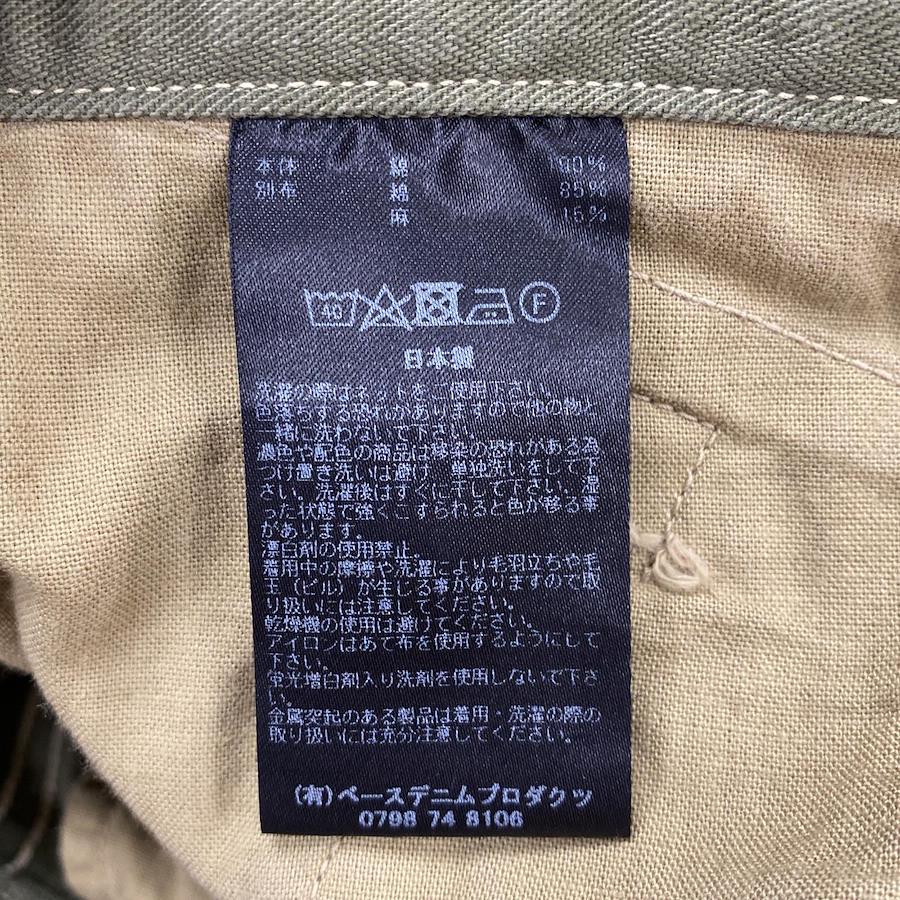 本体 綿
別布 綿 85%
麻 15%
40 F
日本製
洗濯の際はネットをご使用下さい。
色落ちする恐れがありますので他の物と
一緒に洗わないで下さい。
濃色や配色の商品は移染の恐れがある為
つけ置き洗いは避け、単独洗いをして下
さい。洗濯後はすぐに干して下さい。湿
った状態で強くこすられると色が移る事
があります。
漂白剤の使用禁止。
着用中の摩擦や洗濯により毛羽立ちや毛
玉(ピル)が生じる事がありますので取
り扱いには注意してください。
乾燥機の使用は避けてください。
アイロンはあて布を使用するようにして
下さい。
蛍光増白剤入り洗剤を使用しないで下さ
い。
金属突起のある製品は着用・洗濯の際の
取り扱いには充分注意してください。
(有)ベースデニムプロダクツ
0798 74 8106